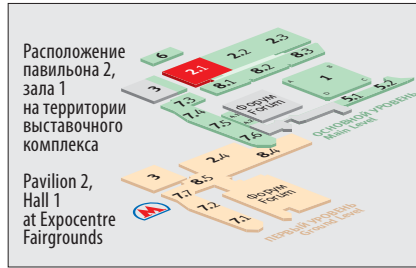 Расположение
павильона 2,
зала 1
на территории
выставочного
комплекса
Pavilion 2,
Hall 1
at Expocentre
Fairgrounds
6
2.1
2.2
2.3
3
8.1
8.2
8.3
1
A
B
C
D
7.3
7.4
7.5
7.6
Форум
Forum
5.1
5.2
ОСНОВНОЙ УРОВЕНЬ
Main Level
3
2.4
8.4
8.5
7.7
7.2
7.1
Форум
Forum
ПЕРВЫЙ УРОВЕНЬ
Ground Level
М